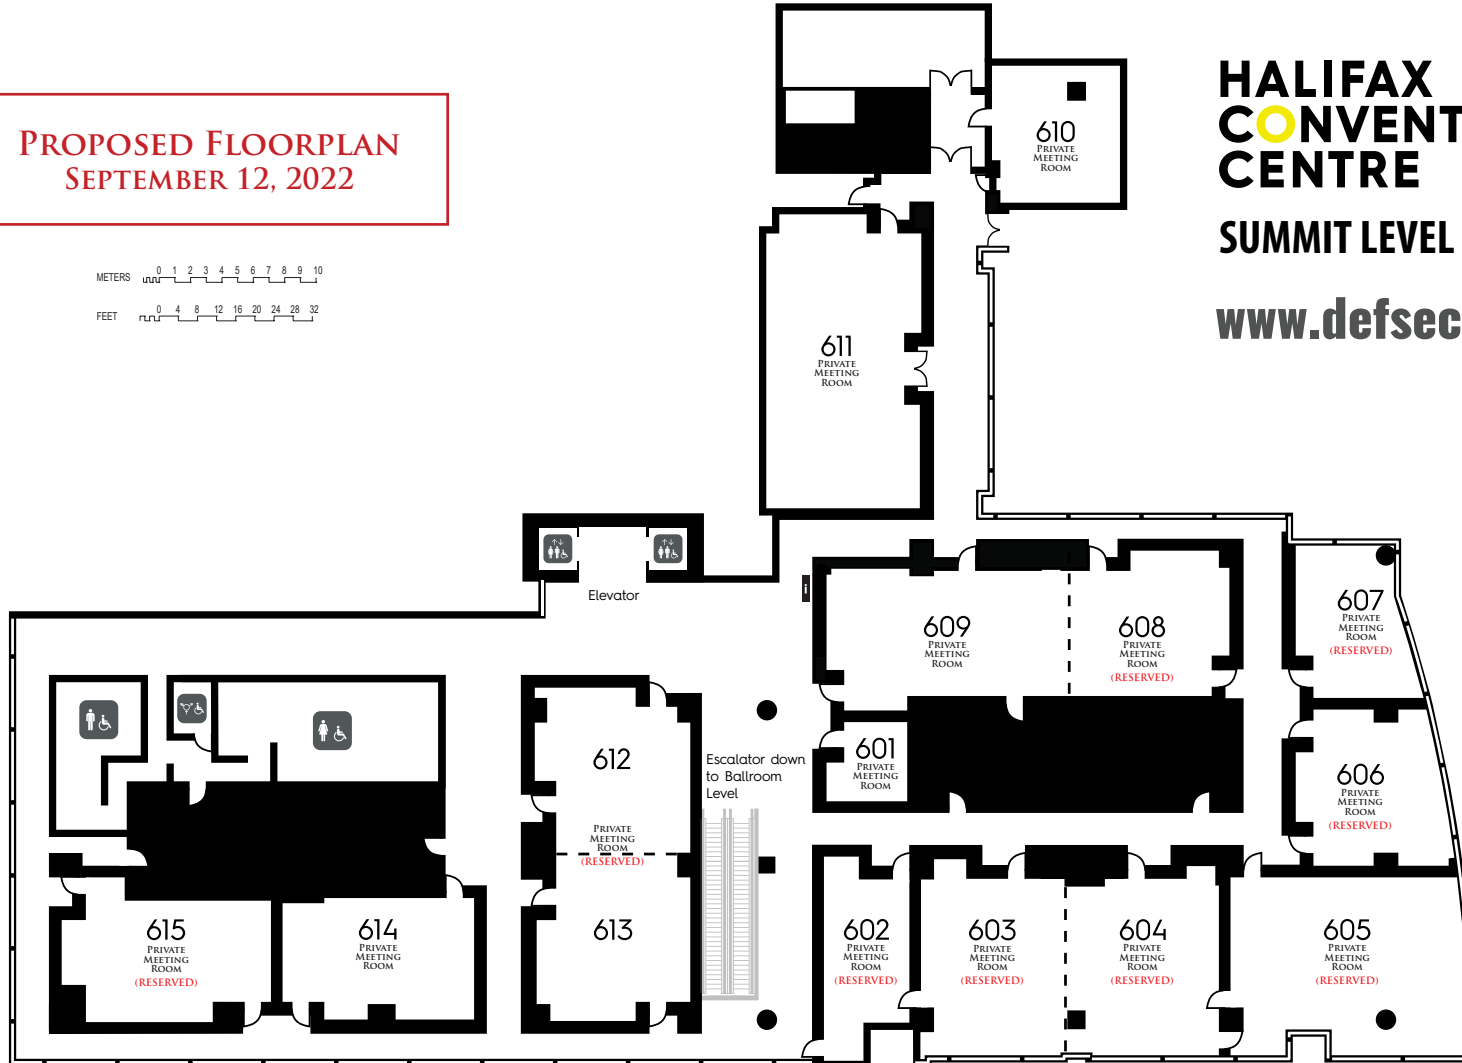 PROPOSED FLOORPLAN
SEPTEMBER 12, 2022
METERS 0 1 2 3 4 5 6 7 8 9 10
FEET 0 4 8 12 16 20 24 28 32
HALIFAX
CONVENT
CENTRE
SUMMIT LEVEL
www.defsec
610
PRIVATE
MEETING
ROOM
611
PRIVATE
MEETING
ROOM
Elevator
609
PRIVATE
MEETING
ROOM
608
PRIVATE
MEETING
ROOM
(RESERVED)
607
PRIVATE
MEETING
ROOM
(RESERVED)
612
PRIVATE
MEETING
ROOM
(RESERVED)
613
Escalator down
to Ballroom
Level
601
PRIVATE
MEETING
ROOM
606
PRIVATE
MEETING
ROOM
(RESERVED)
615
PRIVATE
MEETING
ROOM
(RESERVED)
614
PRIVATE
MEETING
ROOM
602
PRIVATE
MEETING
ROOM
(RESERVED)
603
PRIVATE
MEETING
ROOM
(RESERVED)
604
PRIVATE
MEETING
ROOM
(RESERVED)
605
PRIVATE
MEETING
ROOM
(RESERVED)